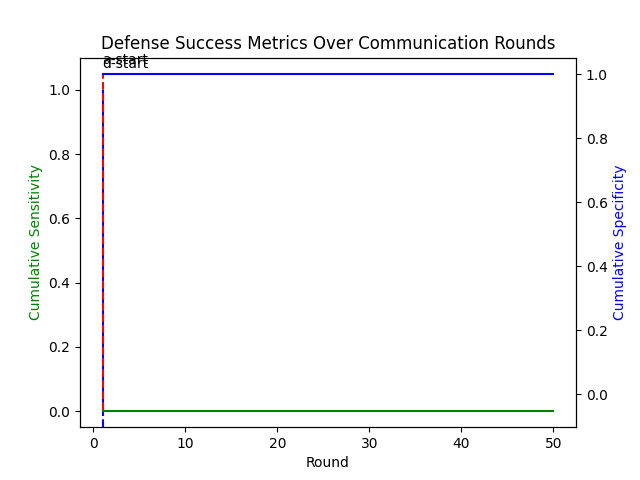 Defense Success Metrics Over Communication Rounds
a-start
d-start
1.0
0.8
0.6
0.4
0.2
0.0
Cumulative Sensitivity
1.0
0.8
0.6
0.4
0.2
0.0
Cumulative Specificity
0 10 20 30 40 50
Round